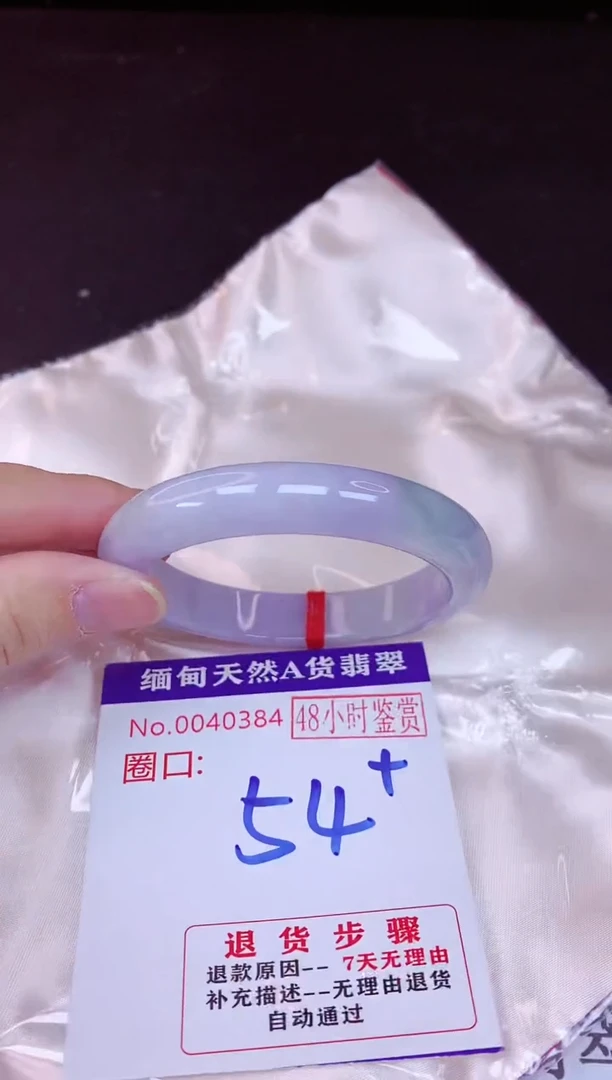 缅甸天然A货翡翠
No.0040384 48小时鉴赏
圈口:
54+
退货步骤
退款原因--7天无理由
补充描述--无理由退货
自动通过